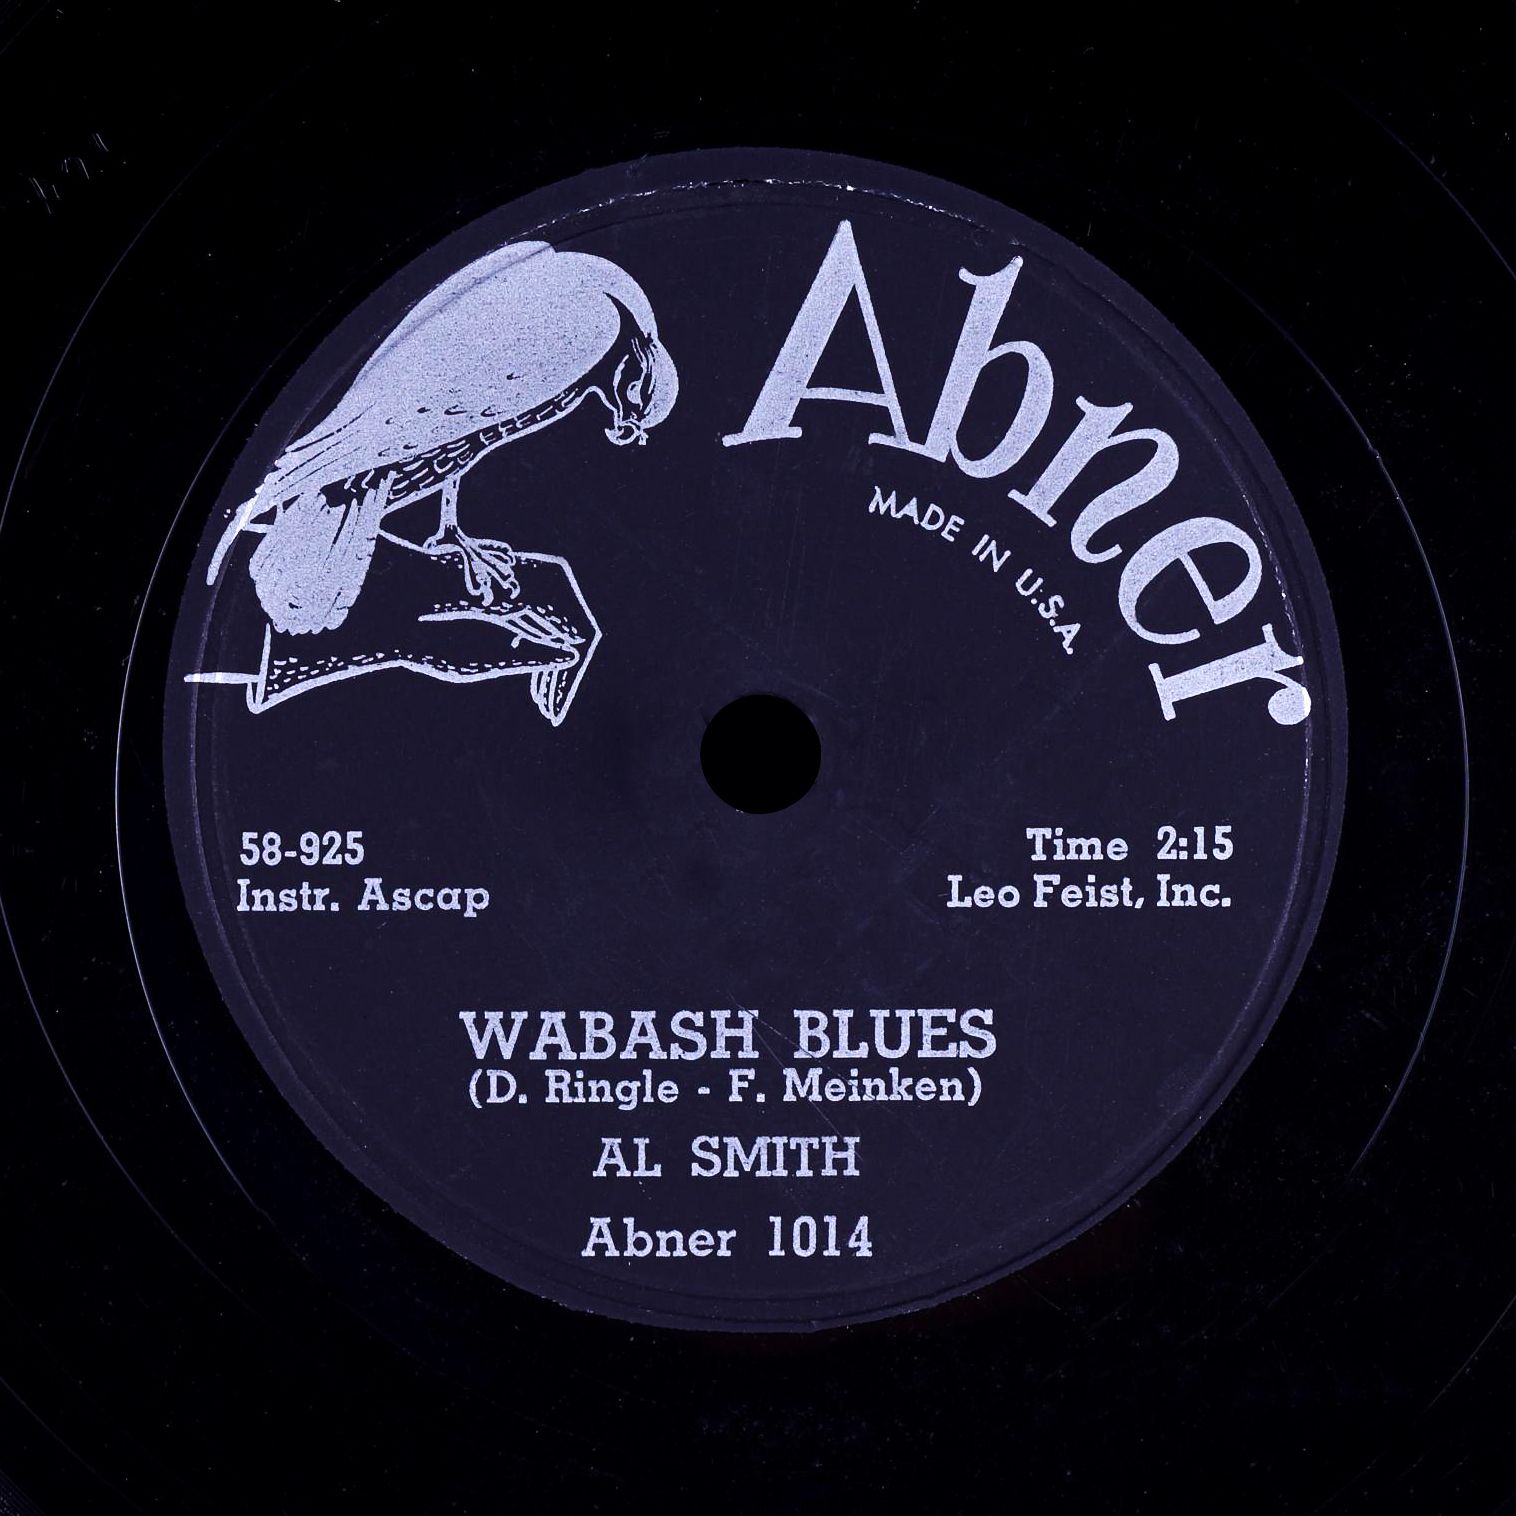 Abner
MADE IN U.S.A.
58-925
Instr. Ascap
Time 2:15
Leo Feist, Inc.
WABASH BLUES
(D. Ringle - F. Meinken)
AL SMITH
Abner 1014